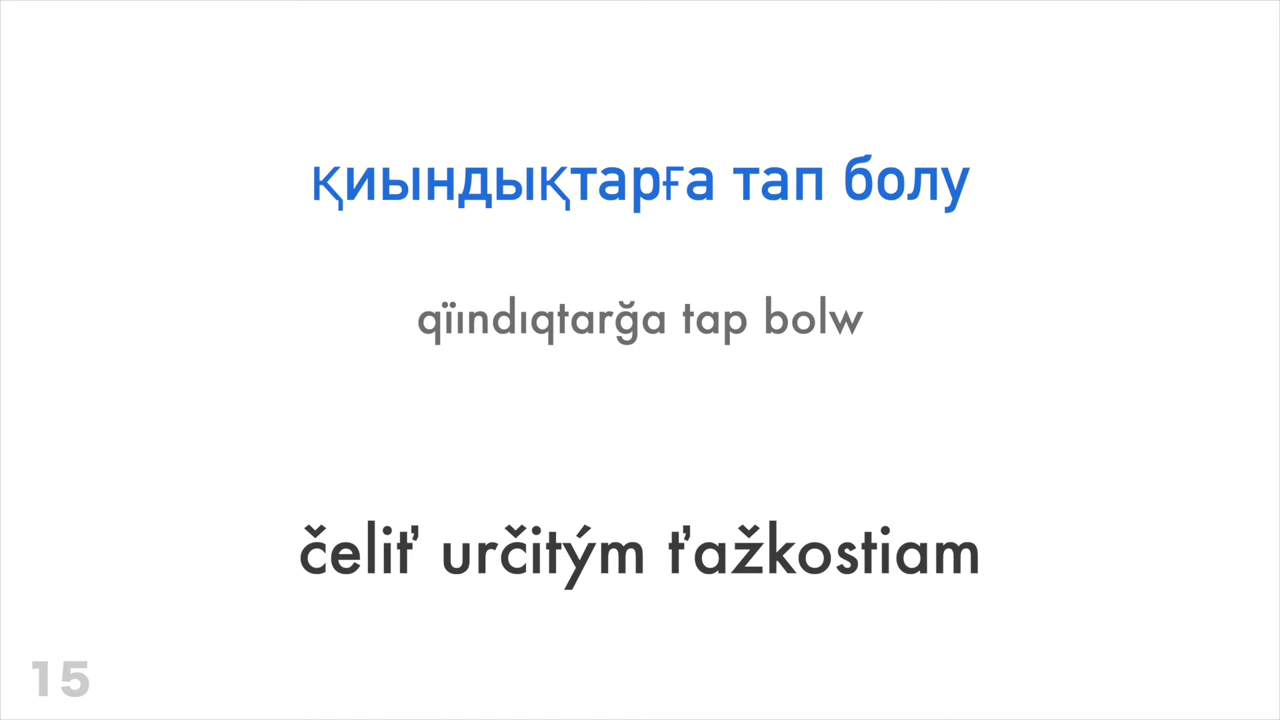 қиындықтарға тап болу
qïındıqtarğa tap bolw
čeliť určitým ťažkostiam
15